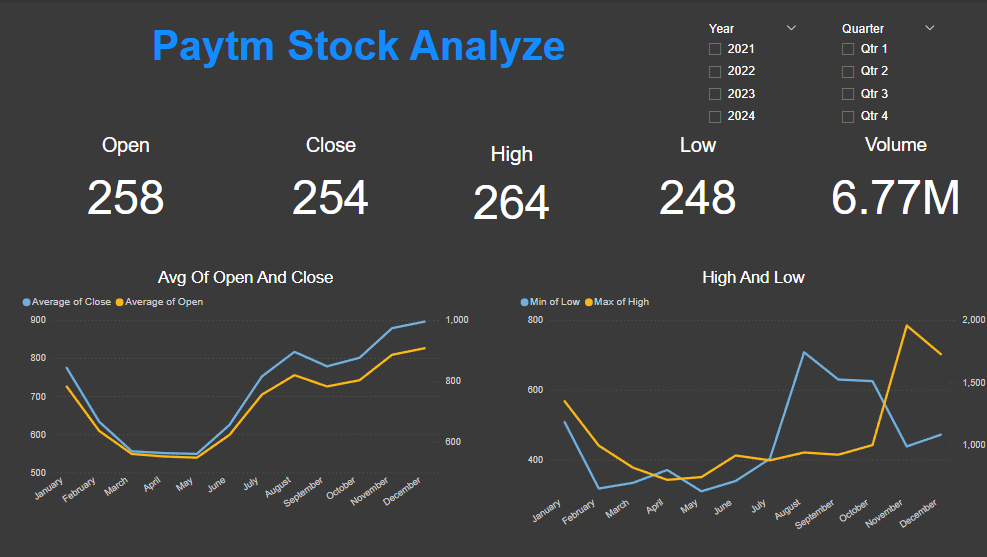 Paytm Stock Analyze
Year
2021
2022
2023
2024
Quarter
Qtr 1
Qtr 2
Qtr 3
Qtr 4
Open
258
Close
254
High
264
Low
248
Volume
6.77M
Avg Of Open And Close
Average of Close Average of Open
900
800
700
600
500
1,000
800
600
January February March April May June July August September October November December
High And Low
Min of Low Max of High
800
600
400
2,000
1,500
1,000
January February March April May June July August September October November December